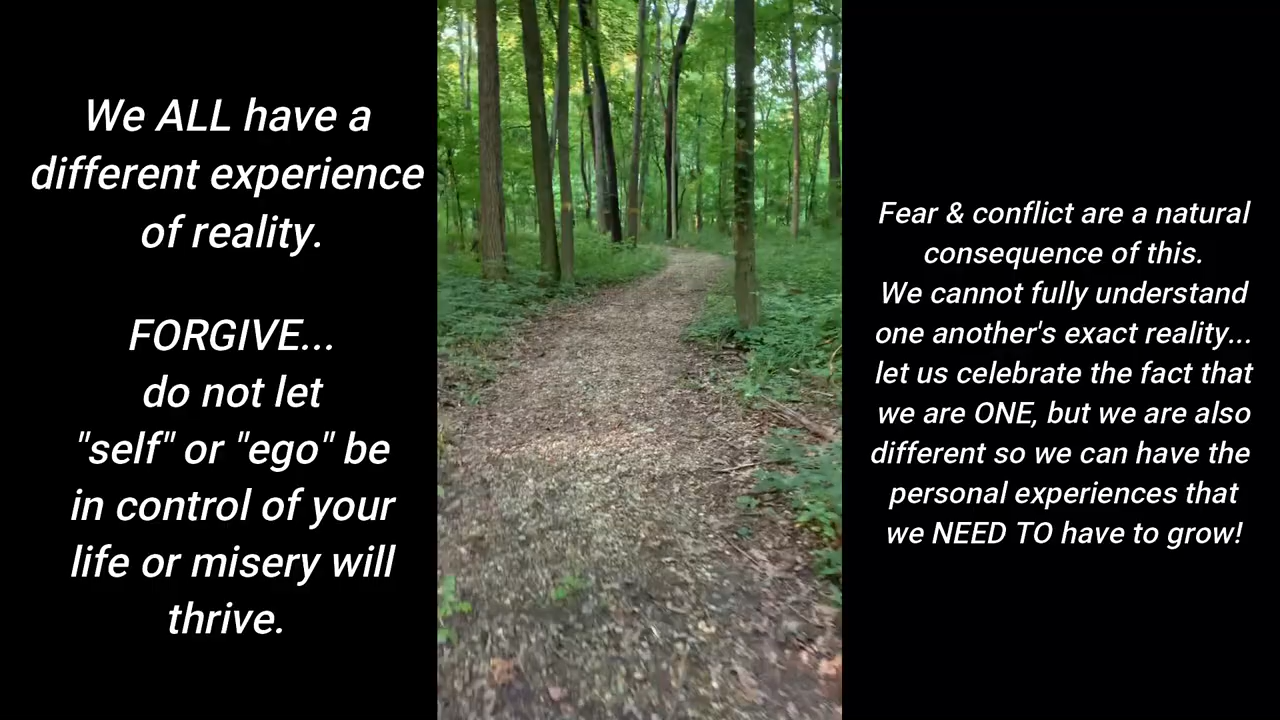 We ALL have a
different experience
of reality.
FORGIVE...
do not let
"self" or "ego" be
in control of your
life or misery will
thrive.
Fear & conflict are a natural
consequence of this.
We cannot fully understand
one another's exact reality...
let us celebrate the fact that
we are ONE, but we are also
different so we can have the
personal experiences that
we NEED TO have to grow!